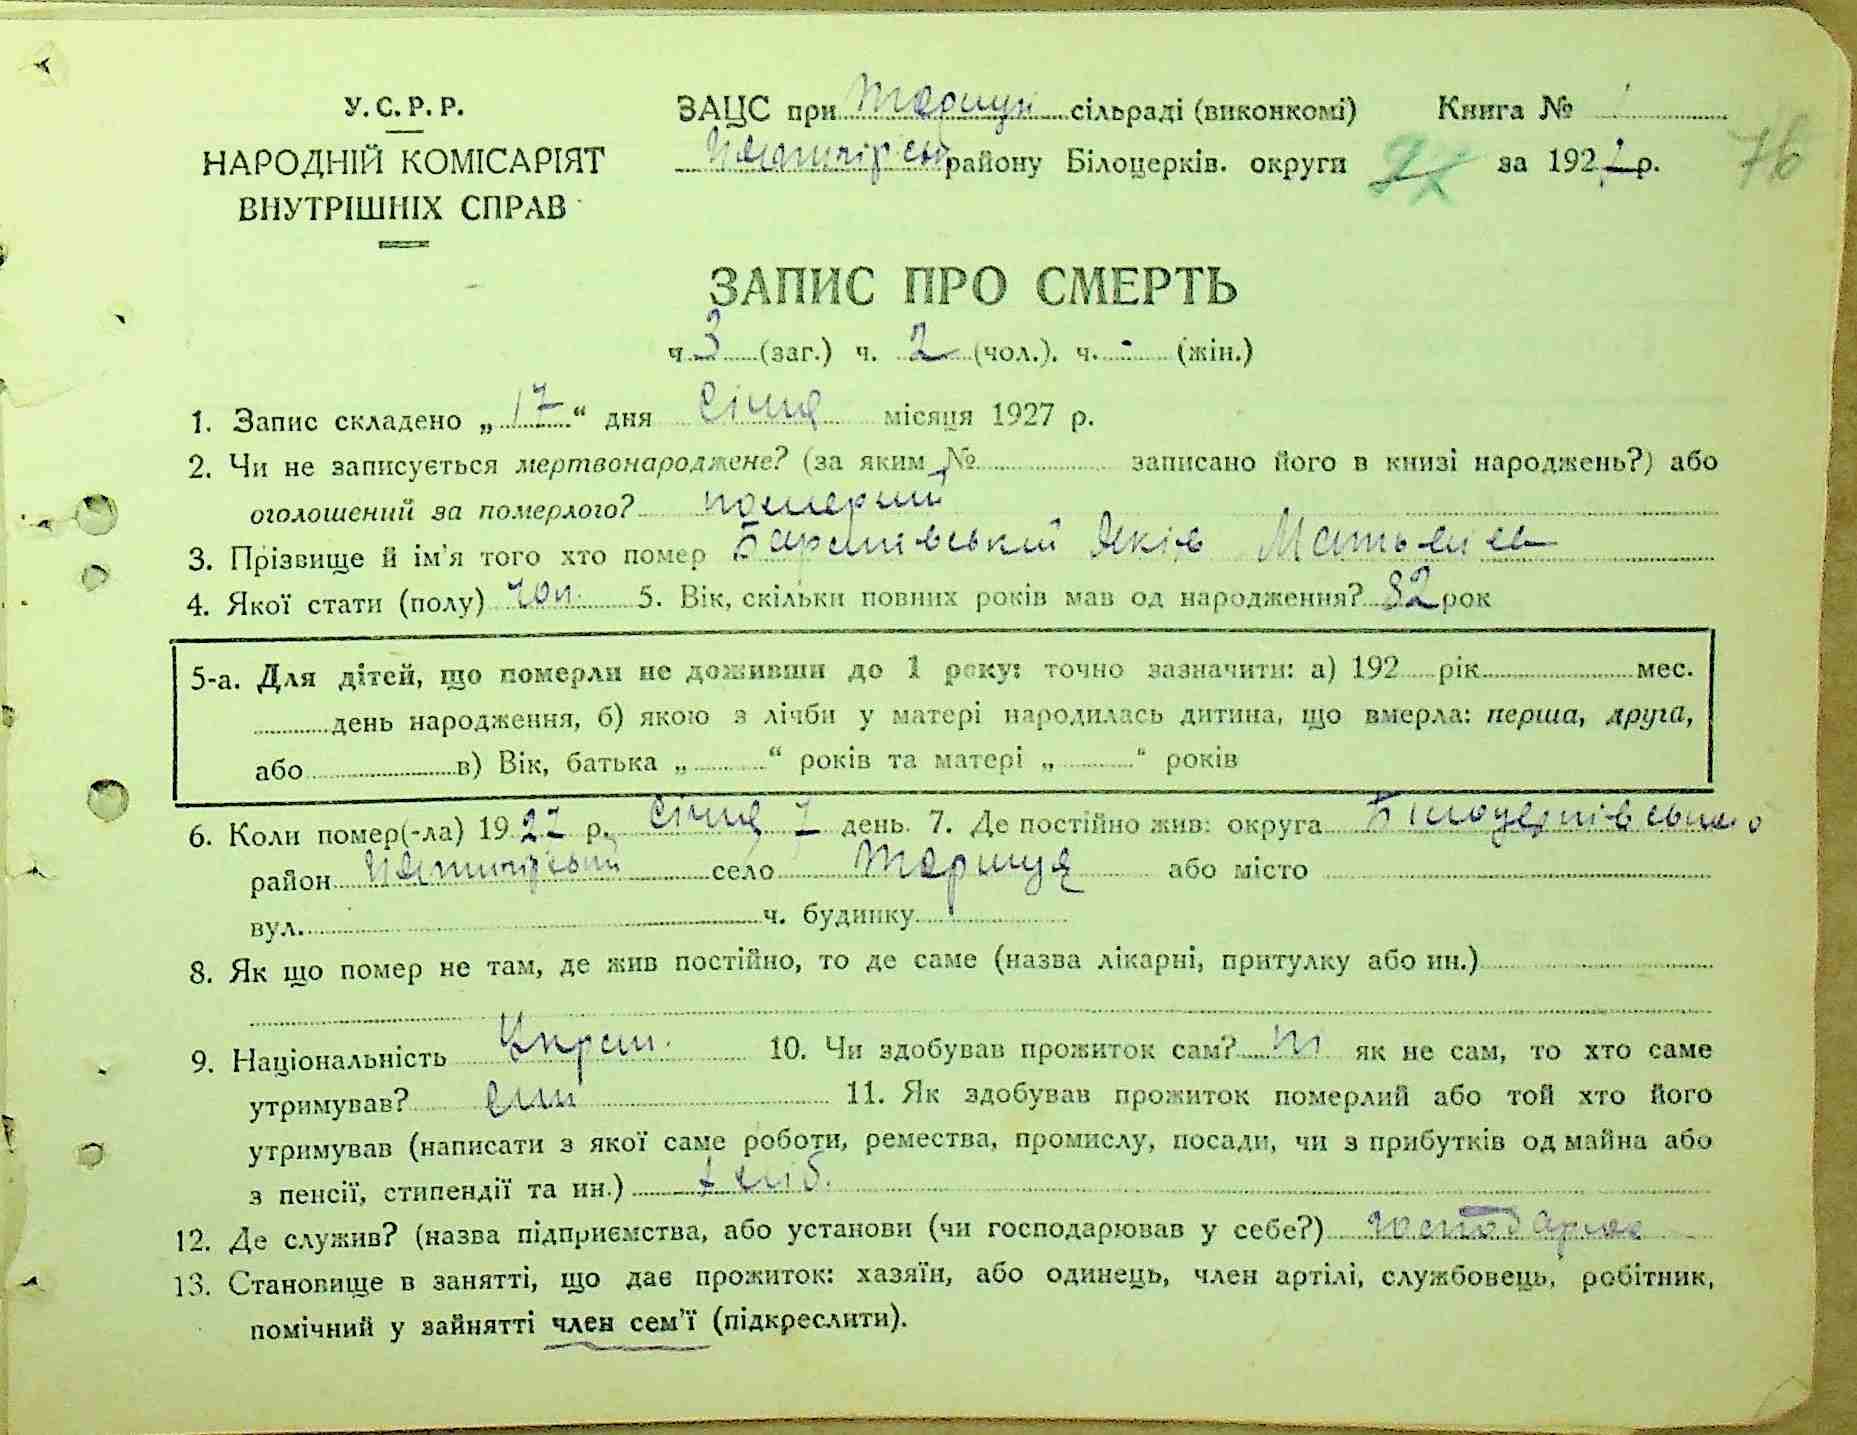 У.С.Р.Р.
НАРОДНІЙ КОМІСАРІЯТ
ВНУТРІШНІХ СПРАВ
ЗАЦС при сільраді (виконкомі) Книга №
району Білоцерків. округи за 1927 р.
76
ЗАПИС ПРО СМЕРТЬ
ч. 3 (заг.) ч. 2 (чол.). ч. - (жін.)
1. Запис складено „17“ дня Січня місяця 1927 р.
2. Чи не записується мертвонароджене? (за яким № записано його в книзі народжень?) або
оголошений за померлого? померший
3. Прізвище й ім'я того хто помер Яків
4. Якої стати (полу) чол. 5. Вік, скільки повних років мав од народження? 82 рок
5-а. Для дітей, що померли не доживши до 1 року: точно зазначити: а) 192 рік мес.
день народження, б) якою з лічби у матері народилась дитина, що вмерла: перша, друга,
або в) Вік, батька „ “ років та матері „ “ років
6. Коли помер(-ла) 1927 р. Січня 7 день. 7. Де постійно жив: округа
район село Тариця або місто
вул. ч. будинку
8. Як що помер не там, де жив постійно, то де саме (назва лікарні, притулку або ин.)
9. Національність Украї. 10. Чи здобував прожиток сам? як не сам, то хто саме
утримував? син 11. Як здобував прожиток померлий або той хто його
утримував (написати з якої саме роботи, ремества, промислу, посади, чи з прибутків од майна або
з пенсії, стипендії та ин.) хліб.
12. Де служив? (назва підприємства, або установи (чи господарював у себе?)
13. Становище в занятті, що дає прожиток: хазяїн, або одинець, член артілі, службовець, робітник,
помічний у зайнятті член сем'ї (підкреслити).